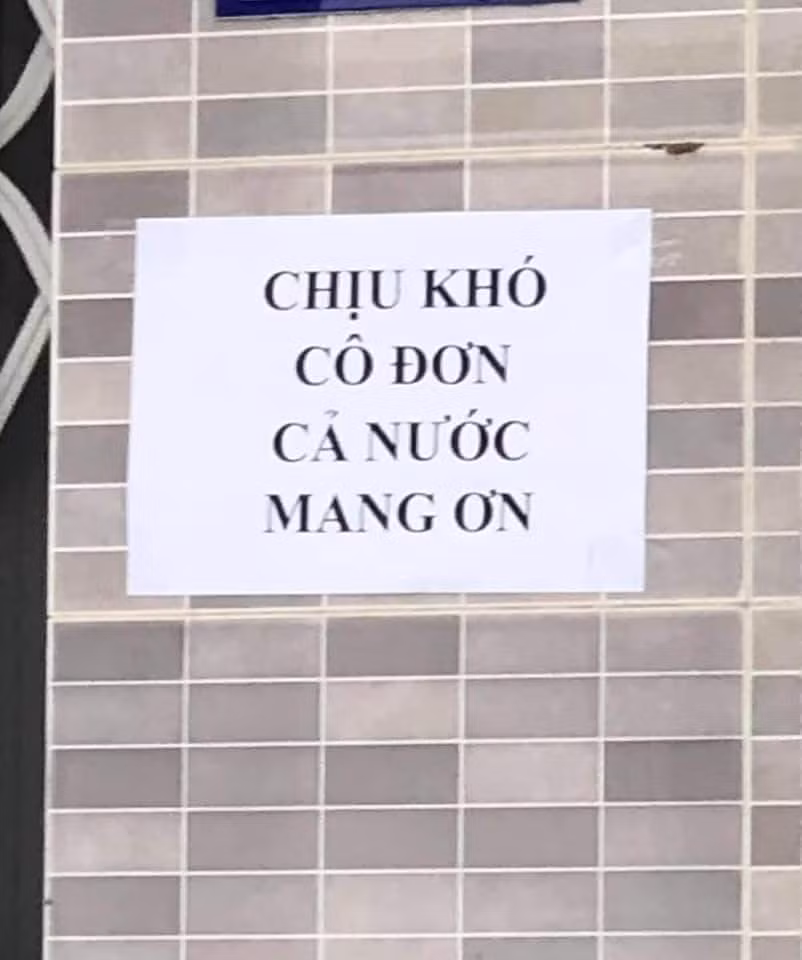 CHỊU KHÓ
CÔ ĐƠN
CẢ NƯỚC
MANG ƠN